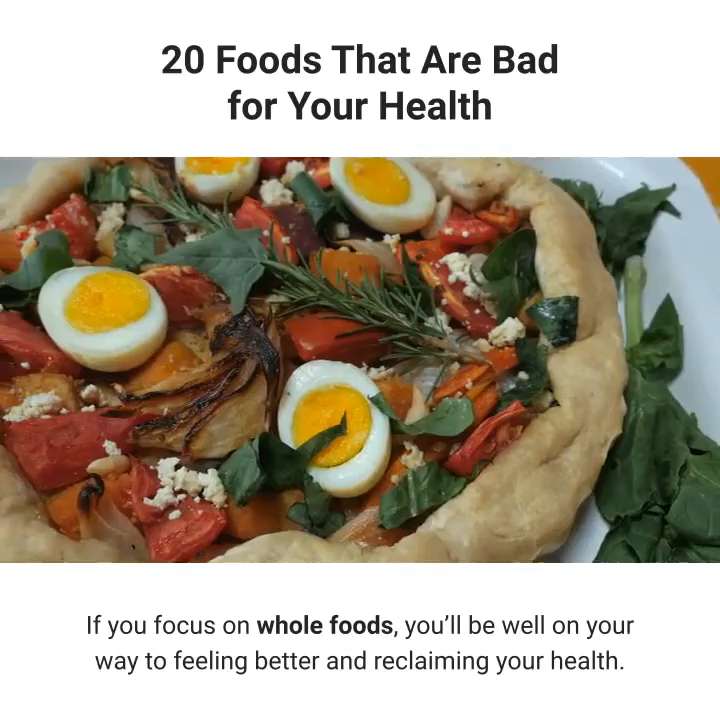 20 Foods That Are Bad
for Your Health
If you focus on whole foods, you’ll be well on your
way to feeling better and reclaiming your health.